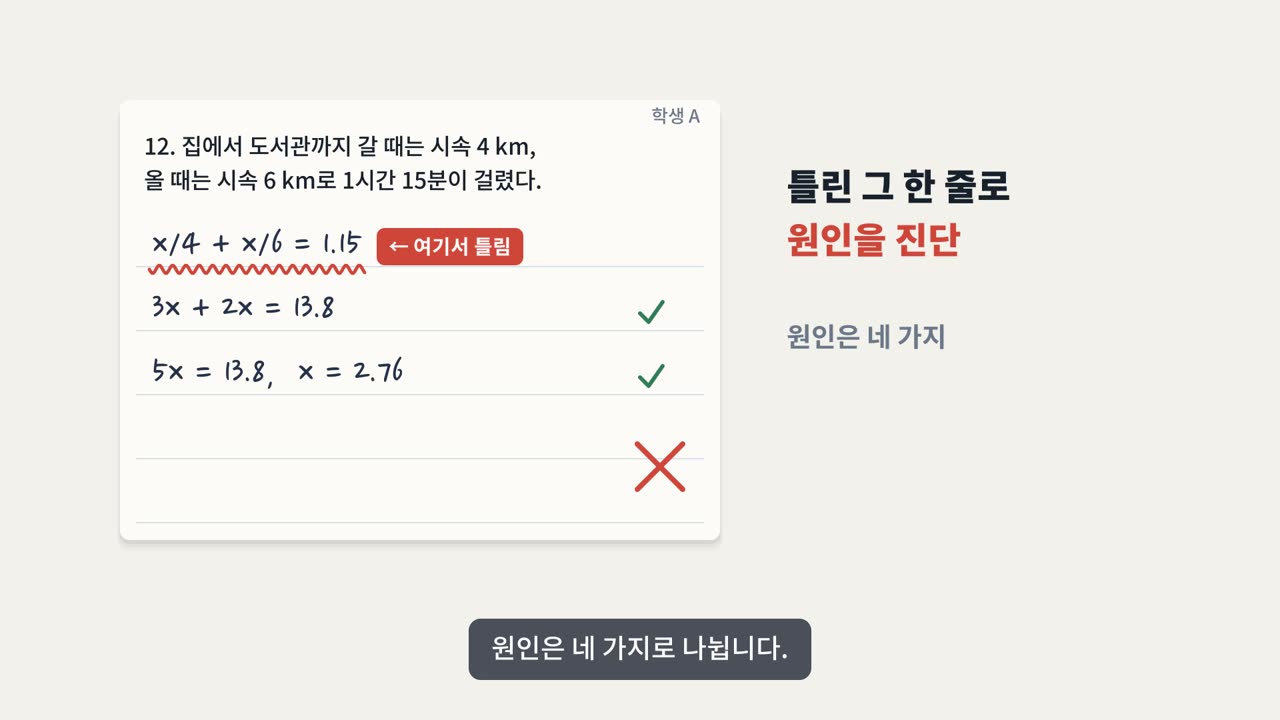 학생 A
12. 집에서 도서관까지 갈 때는 시속 4 km,
올 때는 시속 6 km로 1시간 15분이 걸렸다.
x/4 + x/6 = 1.15
← 여기서 틀림
3x + 2x = 13.8
5x = 13.8, x = 2.76
틀린 그 한 줄로
원인을 진단
원인은 네 가지
원인은 네 가지로 나뉩니다.